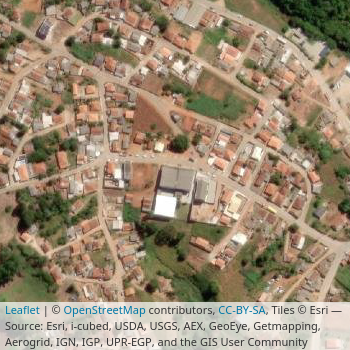 Leaflet | © OpenStreetMap contributors, CC-BY-SA, Tiles © Esri —
Source: Esri, i-cubed, USDA, USGS, AEX, GeoEye, Getmapping,
Aerogrid, IGN, IGP, UPR-EGP, and the GIS User Community